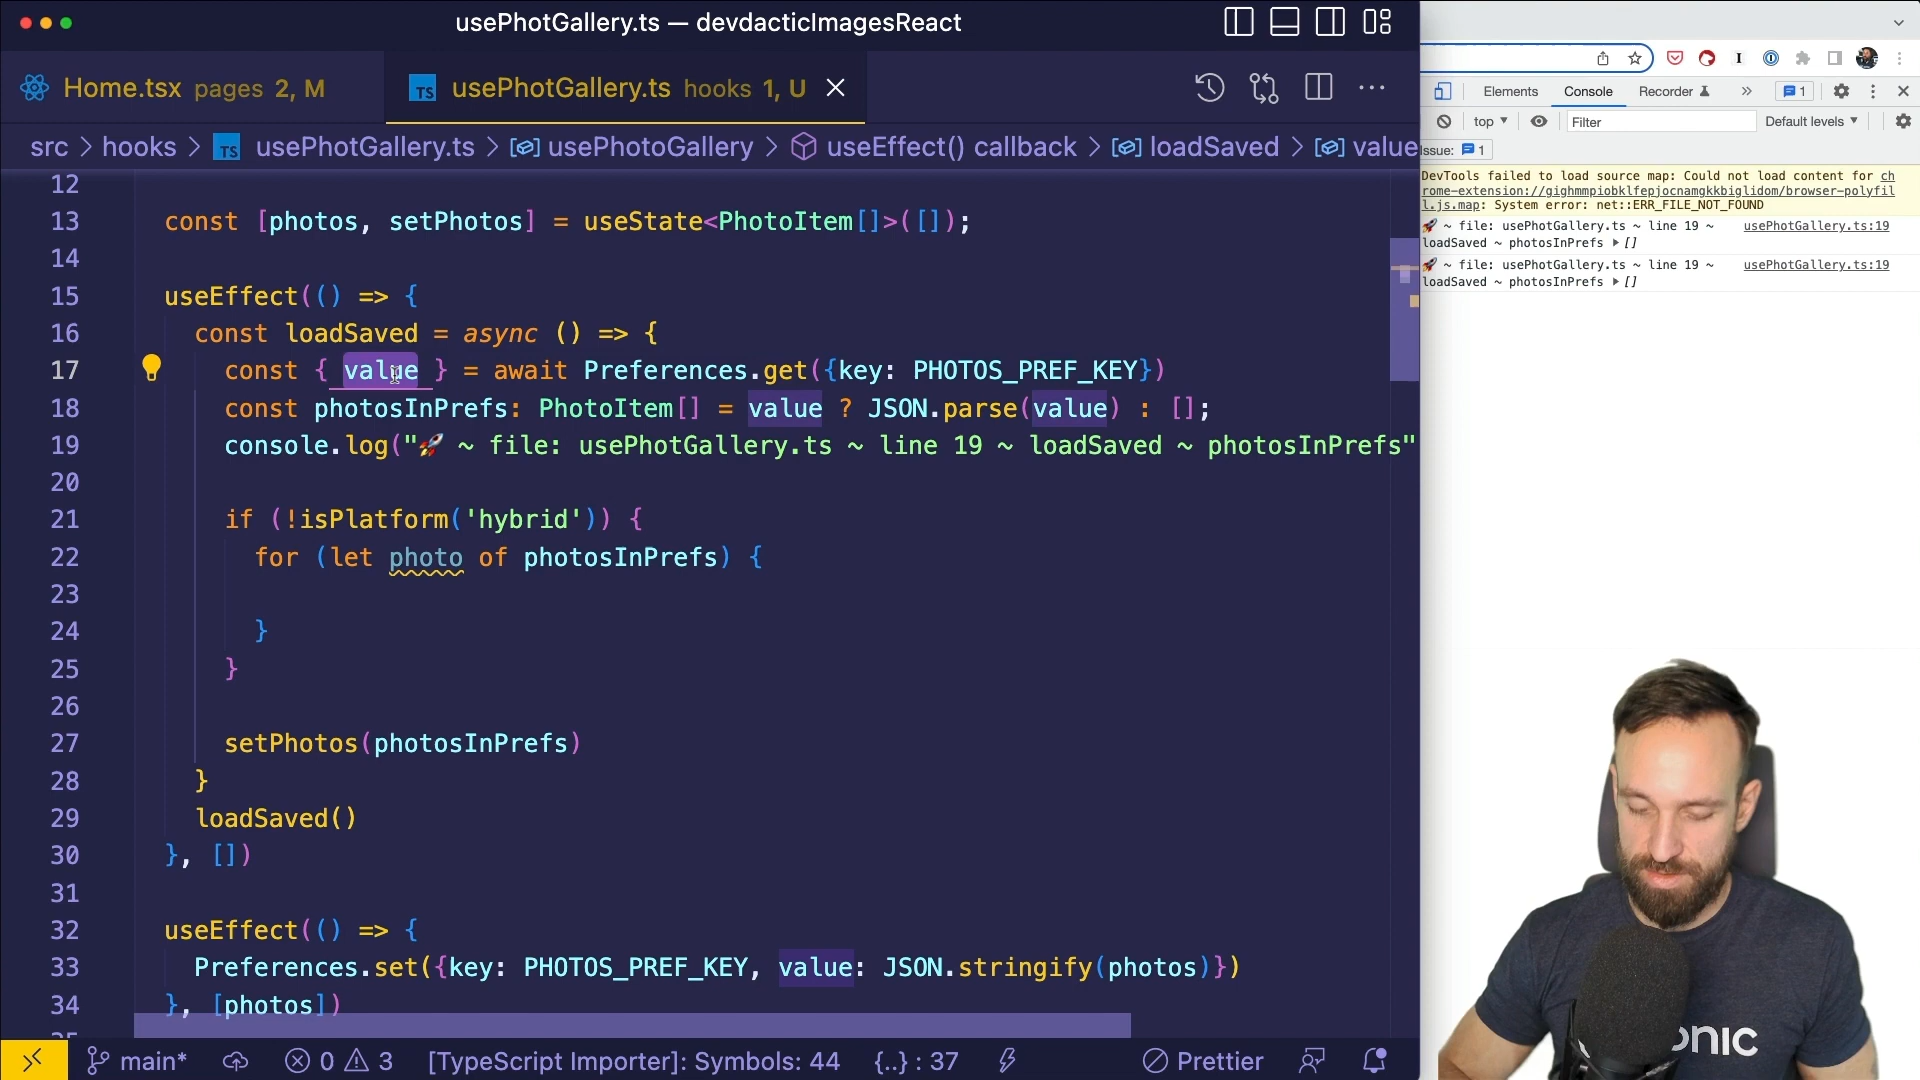 usePhotGallery.ts — devdacticImagesReact
Home.tsx pages 2, M
usePhotGallery.ts hooks 1, U
src > hooks > TS usePhotGallery.ts > usePhotoGallery > useEffect() callback > loadSaved > value
12
13 const [photos, setPhotos] = useState<PhotoItem[]>([]);
14
15 useEffect(() => {
16 const loadSaved = async () => {
17 const { value } = await Preferences.get({key: PHOTOS_PREF_KEY})
18 const photosInPrefs: PhotoItem[] = value ? JSON.parse(value) : [];
19 console.log("🚀 ~ file: usePhotGallery.ts ~ line 19 ~ loadSaved ~ photosInPrefs"
20
21 if (!isPlatform('hybrid')) {
22 for (let photo of photosInPrefs) {
23
24 }
25 }
26
27 setPhotos(photosInPrefs)
28 }
29 loadSaved()
30 }, [])
31
32 useEffect(() => {
33 Preferences.set({key: PHOTOS_PREF_KEY, value: JSON.stringify(photos)})
34 }, [photos])
main* 0 3 [TypeScript Importer]: Symbols: 44 {..} : 37 Prettier
Elements Console Recorder » 1
top Filter Default levels
Issue: 1
DevTools failed to load source map: Could not load content for ch
rome-extension://gighmmpiobklfepjocnamgkkbiglidom/browser-polyfil
l.js.map: System error: net::ERR_FILE_NOT_FOUND
🚀 ~ file: usePhotGallery.ts ~ line 19 ~ usePhotGallery.ts:19
loadSaved ~ photosInPrefs ▸ []
🚀 ~ file: usePhotGallery.ts ~ line 19 ~ usePhotGallery.ts:19
loadSaved ~ photosInPrefs ▸ []
onic